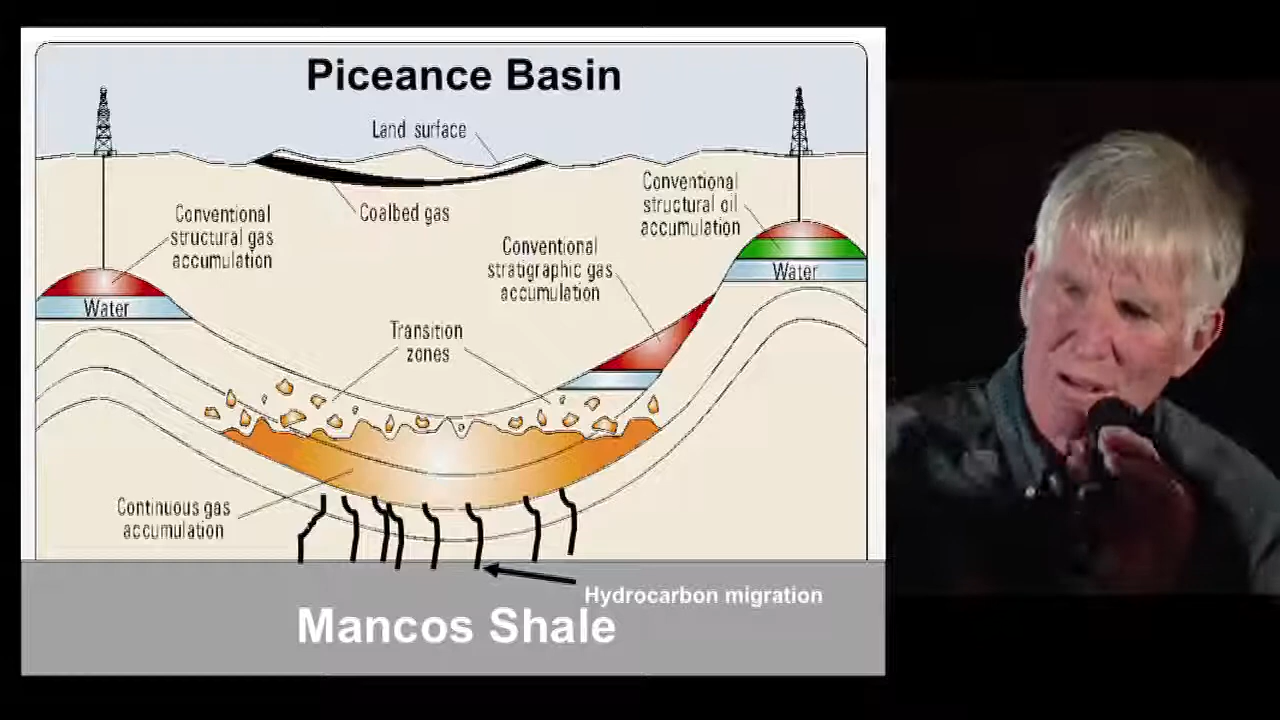 Piceance Basin
Land surface
Coalbed gas
Conventional
structural gas
accumulation
Water
Conventional
structural oil
accumulation
Water
Conventional
stratigraphic gas
accumulation
Transition
zones
Continuous gas
accumulation
Hydrocarbon migration
Mancos Shale